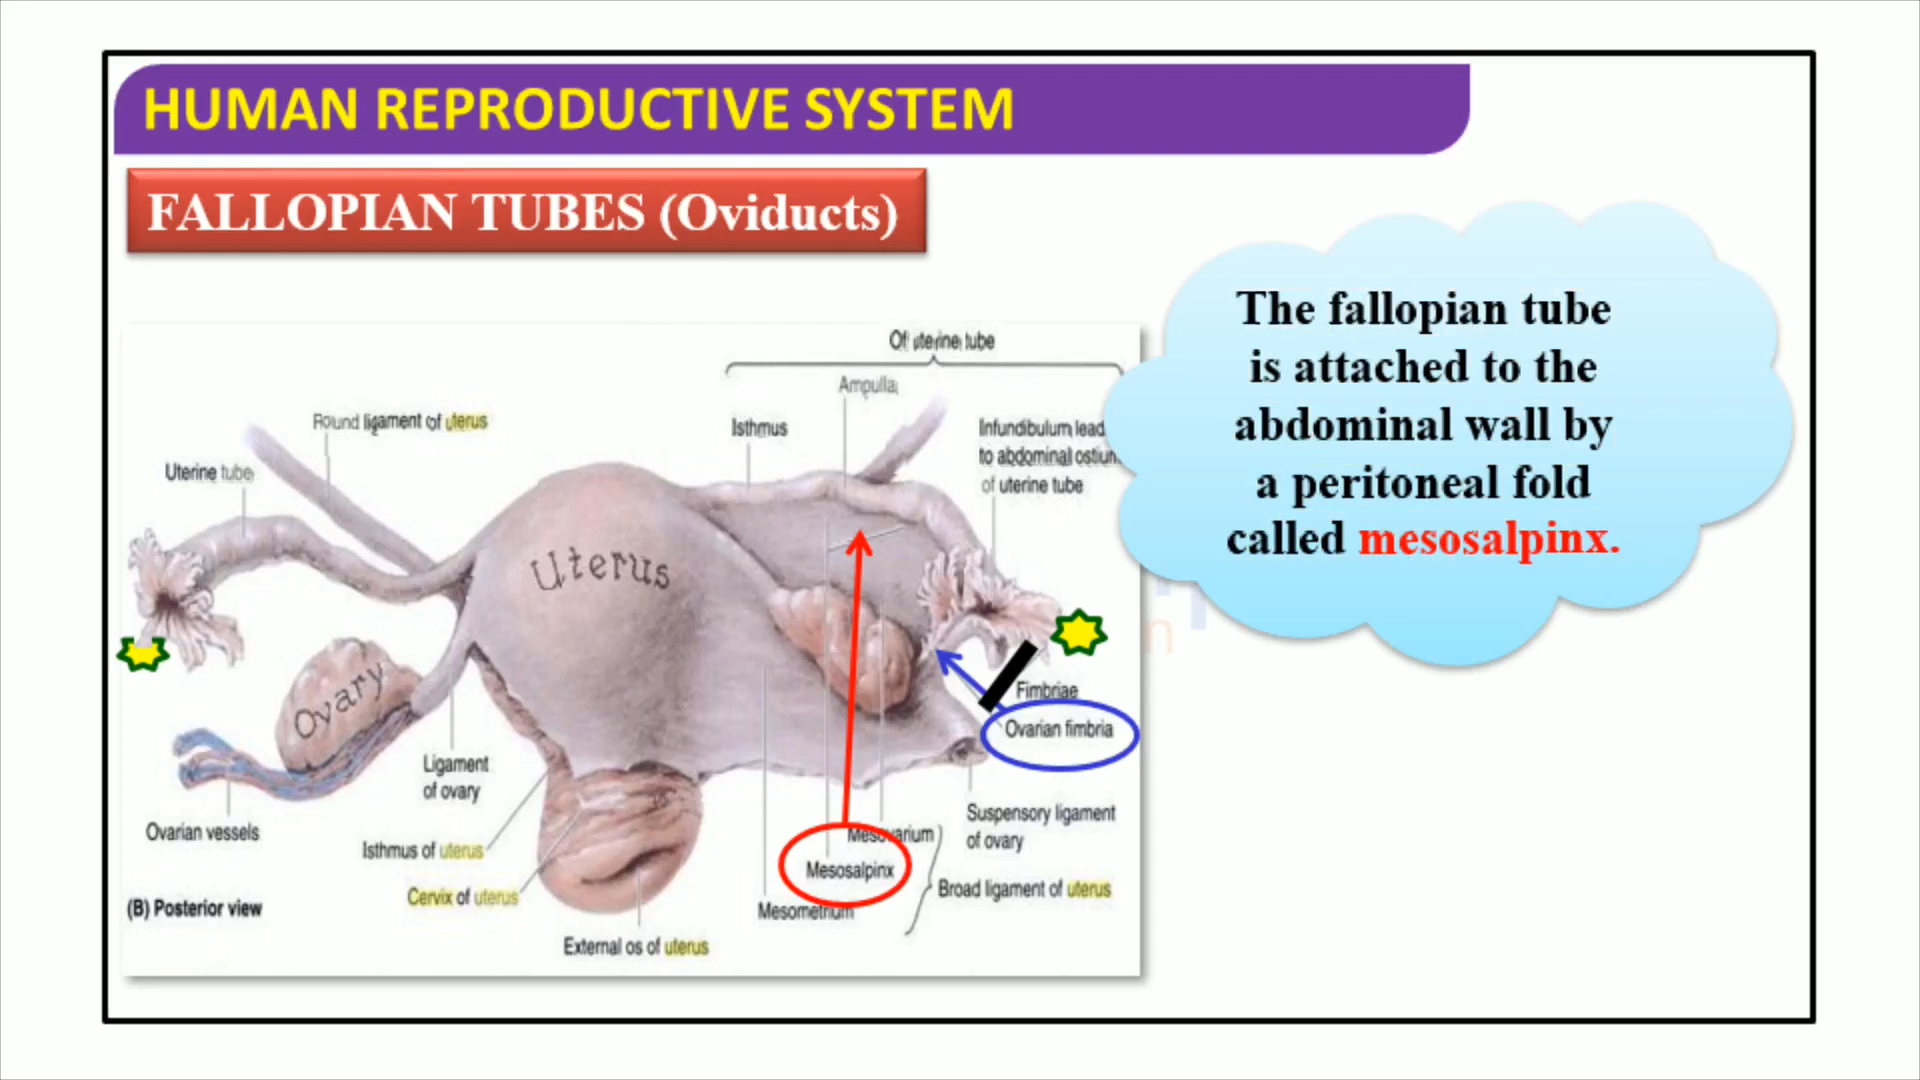 HUMAN REPRODUCTIVE SYSTEM
FALLOPIAN TUBES (Oviducts)
The fallopian tube
is attached to the
abdominal wall by
a peritoneal fold
called mesosalpinx.
Of uterine tube
Ampulla
Isthmus
Infundibulum lead
to abdominal ostium
of uterine tube
Round ligament of uterus
Uterine tube
Uterus
Ovary
Fimbriae
Ovarian fimbria
Ligament
of ovary
Suspensory ligament
of ovary
Ovarian vessels
Mesovarium
Isthmus of uterus
Mesosalpinx
Broad ligament of uterus
Cervix of uterus
(B) Posterior view
Mesometrium
External os of uterus